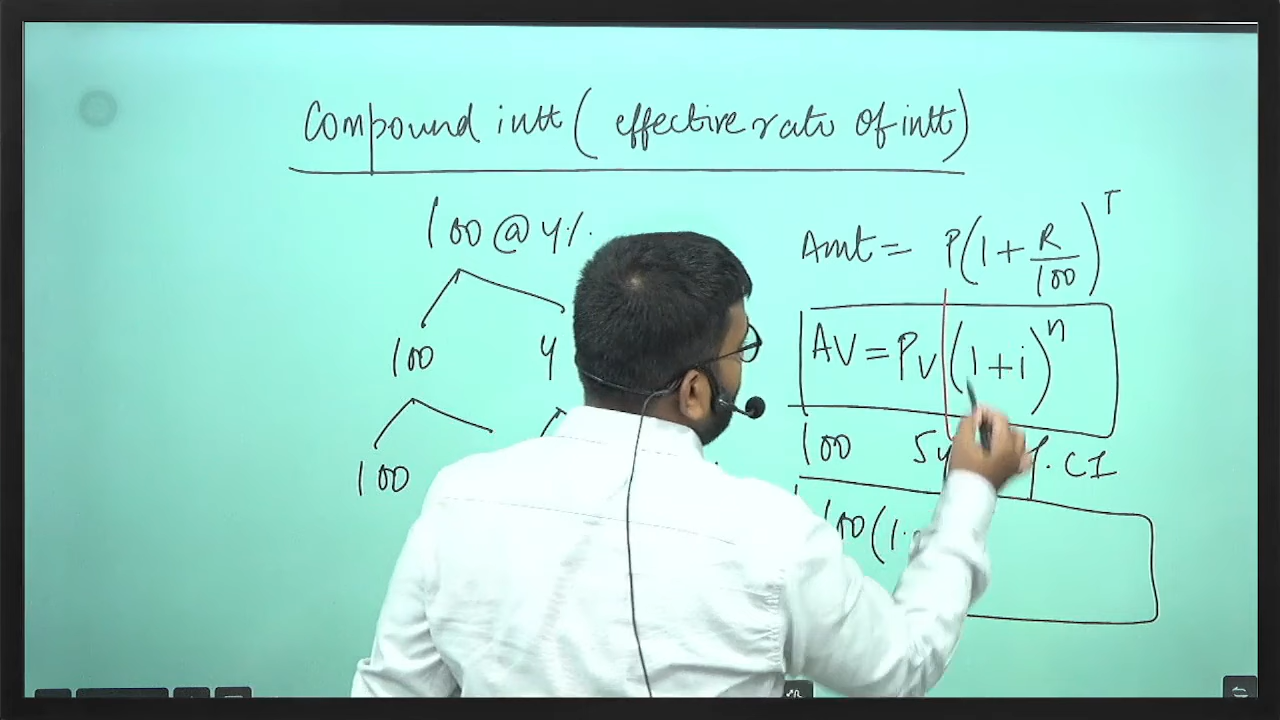 Compound intt ( effective rate of intt)
100 @ 4%.
100 4
100
Amt = P(1 + R/100)^T
AV = PV (1 + i)^n
100 CI
100 (1.